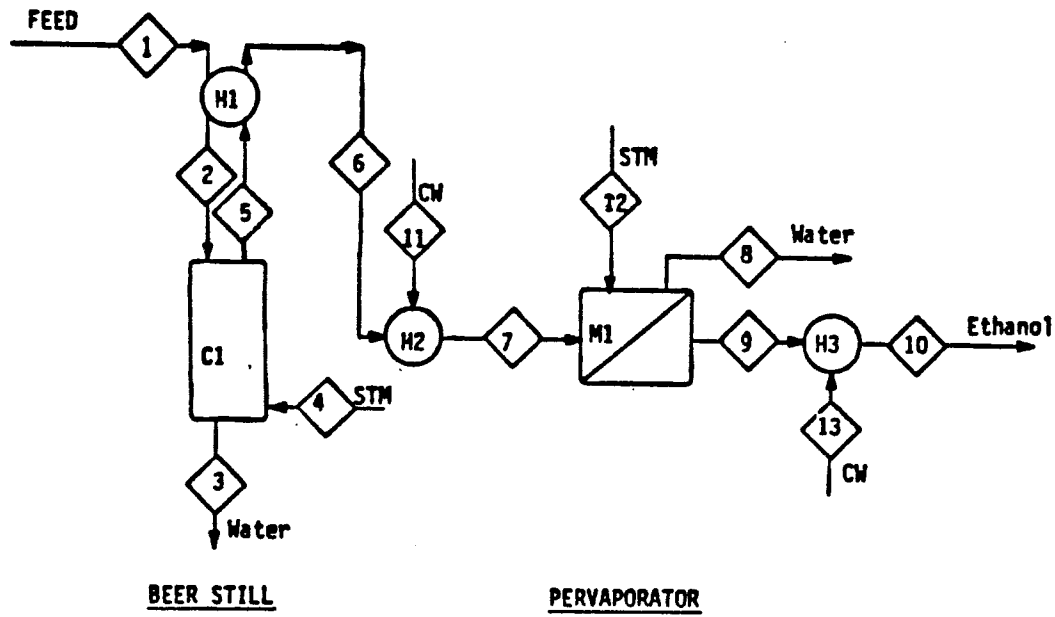 FEED
1
H1
2
5
6
CW
11
STM
12
8
Water
C1
H2
7
M1
9
H3
10
Ethanol
4
STM
13
CW
3
Water
BEER STILL
PERVAPORATOR